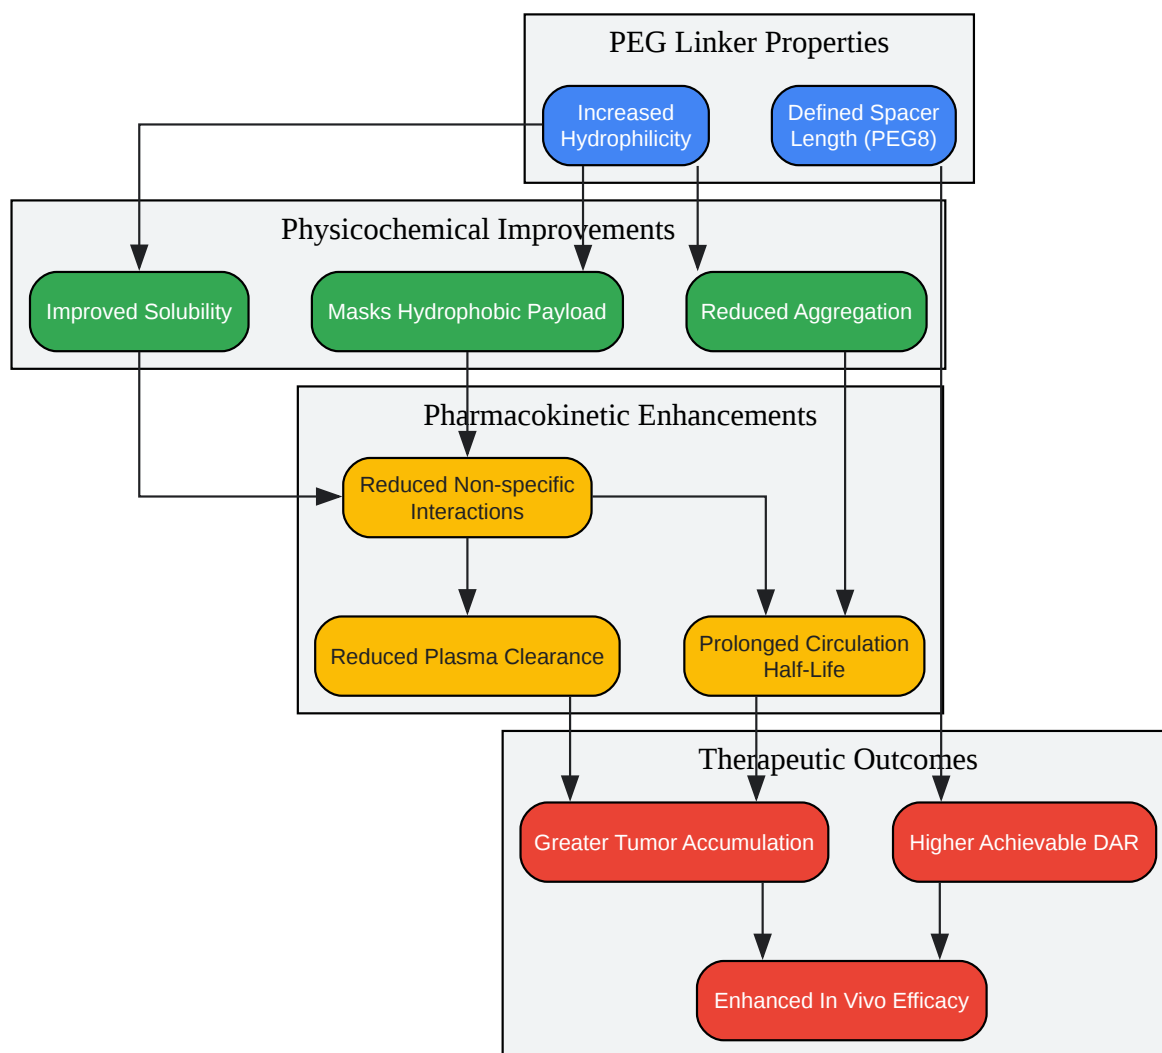 PEG Linker Properties
Increased
Hydrophilicity
Defined Spacer
Length (PEG8)
Physicochemical Improvements
Improved Solubility
Masks Hydrophobic Payload
Reduced Aggregation
Pharmacokinetic Enhancements
Reduced Non-specific
Interactions
Reduced Plasma Clearance
Prolonged Circulation
Half-Life
Therapeutic Outcomes
Greater Tumor Accumulation
Higher Achievable DAR
Enhanced In Vivo Efficacy